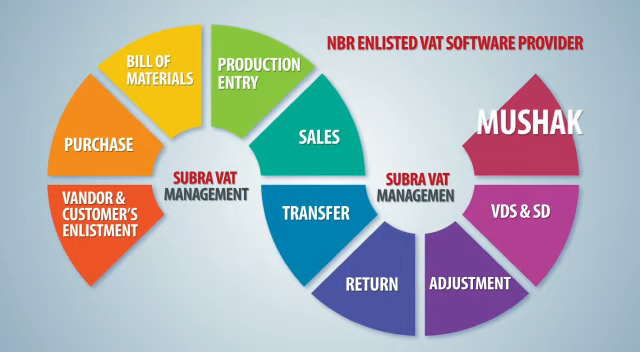 NBR ENLISTED VAT SOFTWARE PROVIDER
VANDOR &
CUSTOMER'S
ENLISTMENT
PURCHASE
BILL OF
MATERIALS
PRODUCTION
ENTRY
SALES
SUBRA VAT
MANAGEMENT
TRANSFER
RETURN
ADJUSTMENT
VDS & SD
MUSHAK
SUBRA VAT
MANAGEMEN